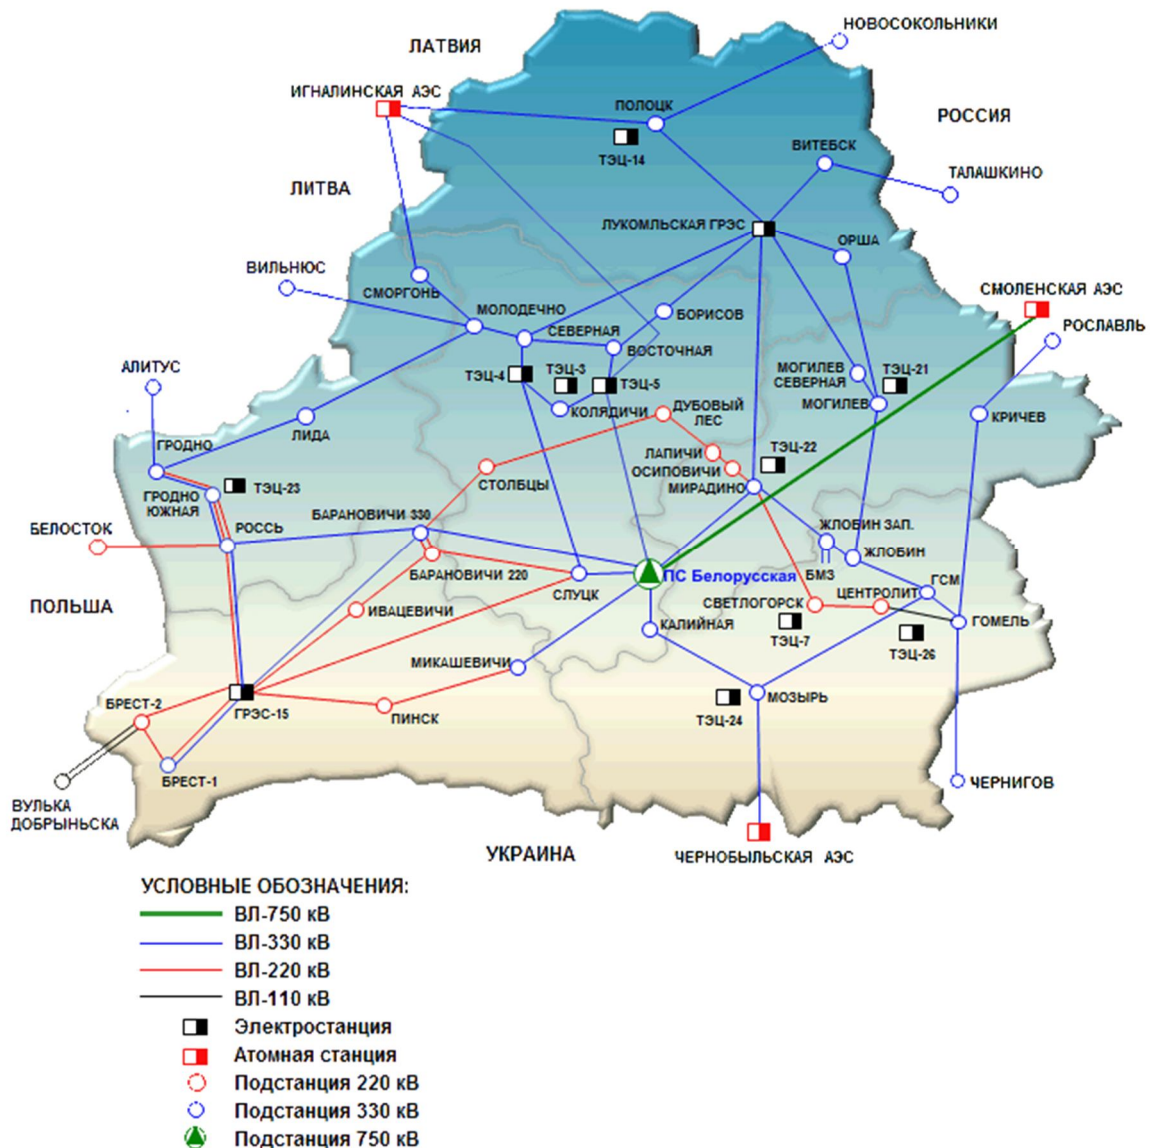 НОВОСОКОЛЬНИКИ
ЛАТВИЯ
ИГНАЛИНСКАЯ АЭС
ПОЛОЦК
РОССИЯ
ТЭЦ-14
ВИТЕБСК
ТАЛАШКИНО
ЛИТВА
ЛУКОМЛЬСКАЯ ГРЭС
ОРША
ВИЛЬНЮС
СМОРГОНЬ
СМОЛЕНСКАЯ АЭС
МОЛОДЕЧНО
БОРИСОВ
РОСЛАВЛЬ
СЕВЕРНАЯ
ВОСТОЧНАЯ
АЛИТУС
ТЭЦ-4
ТЭЦ-3
ТЭЦ-5
МОГИЛЕВ
СЕВЕРНАЯ
ТЭЦ-21
МОГИЛЕВ
КОЛЯДИЧИ
ДУБОВЫЙ
ЛЕС
КРИЧЕВ
ЛИДА
ГРОДНО
ЛАПИЧИ
ТЭЦ-22
ОСИПОВИЧИ
МИРАДИНО
СТОЛБЦЫ
ТЭЦ-23
ГРОДНО
ЮЖНАЯ
БАРАНОВИЧИ 330
БЕЛОСТОК
РОССЬ
ЖЛОБИН ЗАП.
ЖЛОБИН
БАРАНОВИЧИ 220
ПС Белорусская
БМЗ
ГСМ
СЛУЦК
ЦЕНТРОЛИТ
ПОЛЬША
ИВАЦЕВИЧИ
СВЕТЛОГОРСК
ГОМЕЛЬ
КАЛИЙНАЯ
ТЭЦ-7
ТЭЦ-26
МИКАШЕВИЧИ
БРЕСТ-2
ГРЭС-15
ПИНСК
МОЗЫРЬ
ТЭЦ-24
БРЕСТ-1
ЧЕРНИГОВ
ВУЛЬКА
ДОБРЫНЬСКА
УКРАИНА
ЧЕРНОБЫЛЬСКАЯ АЭС
УСЛОВНЫЕ ОБОЗНАЧЕНИЯ:
ВЛ-750 кВ
ВЛ-330 кВ
ВЛ-220 кВ
ВЛ-110 кВ
Электростанция
Атомная станция
Подстанция 220 кВ
Подстанция 330 кВ
Подстанция 750 кВ